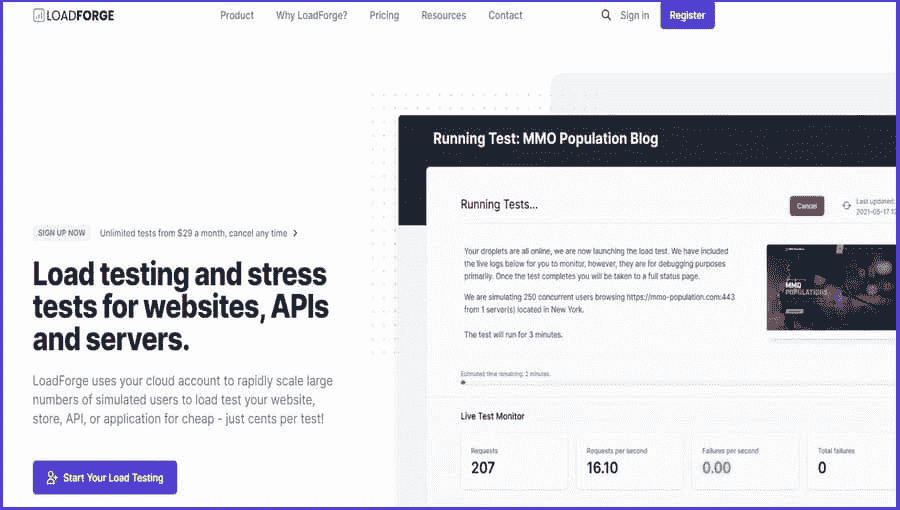 LOADFORGE
Product
Why LoadForge?
Pricing
Resources
Contact
Sign in
Register
SIGN UP NOW
Unlimited tests from $29 a month, cancel any time
Load testing and stress
tests for websites, APIs
and servers.
LoadForge uses your cloud account to rapidly scale large
numbers of simulated users to load test your website,
store, API, or application for cheap - just cents per test!
Start Your Load Testing
Running Test: MMO Population Blog
Running Tests...
Cancel
Last updated:
2021-05-17
Your droplets are all online, we are now launching the load test. We have included
the live logs below for you to monitor, however, they are for debugging purposes
primarily. Once the test completes you will be taken to a full status page.
We are simulating 250 concurrent users browsing https://mmo-population.com:443
from 1 server(s) located in New York.
The test will run for 3 minutes.
MMO
POPULATIONS
Estimated time remaining: 2 minutes.
Live Test Monitor
Requests
207
Requests per second
16.10
Failures per second
0.00
Total failures
0